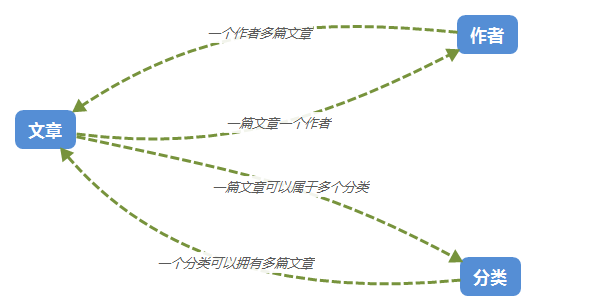 一个作者多篇文章
作者
一篇文章一个作者
文章
一篇文章可以属于多个分类
一个分类可以拥有多篇文章
分类